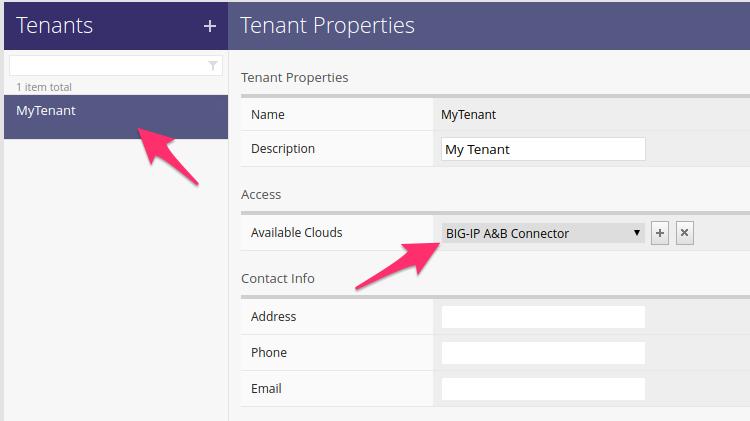 Tenants +
Tenant Properties
1 item total
MyTenant
Tenant Properties
Name MyTenant
Description My Tenant
Access
Available Clouds BIG-IP A&B Connector
Contact Info
Address
Phone
Email